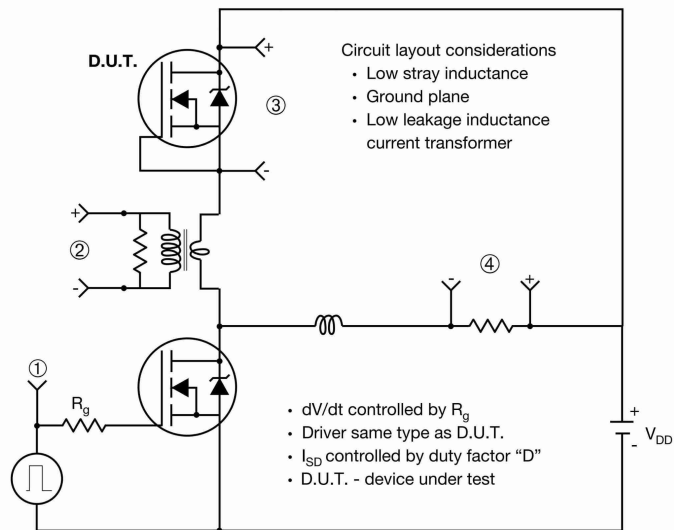 D.U.T.
+
-
③
Circuit layout considerations
• Low stray inductance
• Ground plane
• Low leakage inductance
current transformer
+
②
-
-
④
+
①
R_g
• dV/dt controlled by R_g
• Driver same type as D.U.T.
• I_SD controlled by duty factor “D”
• D.U.T. - device under test
+
-
V_DD